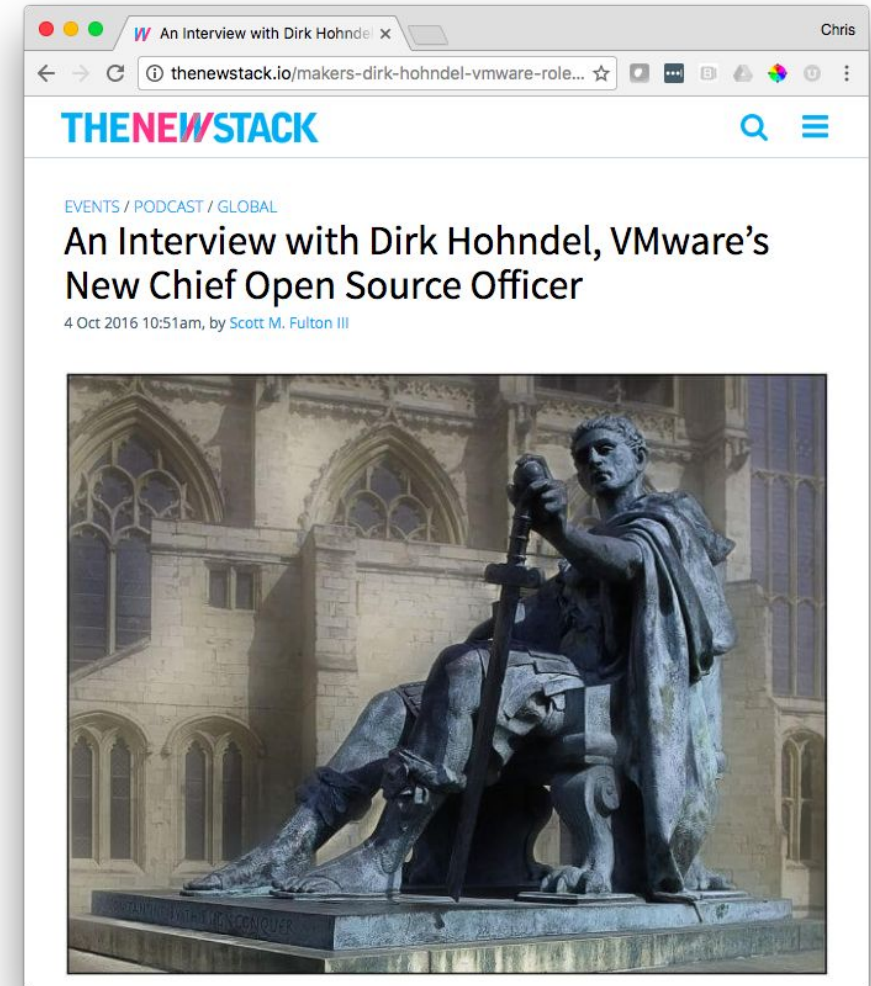 An Interview with Dirk Hohndel
Chris
thenewstack.io/makers-dirk-hohndel-vmware-role...
THENEWSTACK
EVENTS / PODCAST / GLOBAL
An Interview with Dirk Hohndel, VMware’s
New Chief Open Source Officer
4 Oct 2016 10:51am, by Scott M. Fulton III
CONQUER